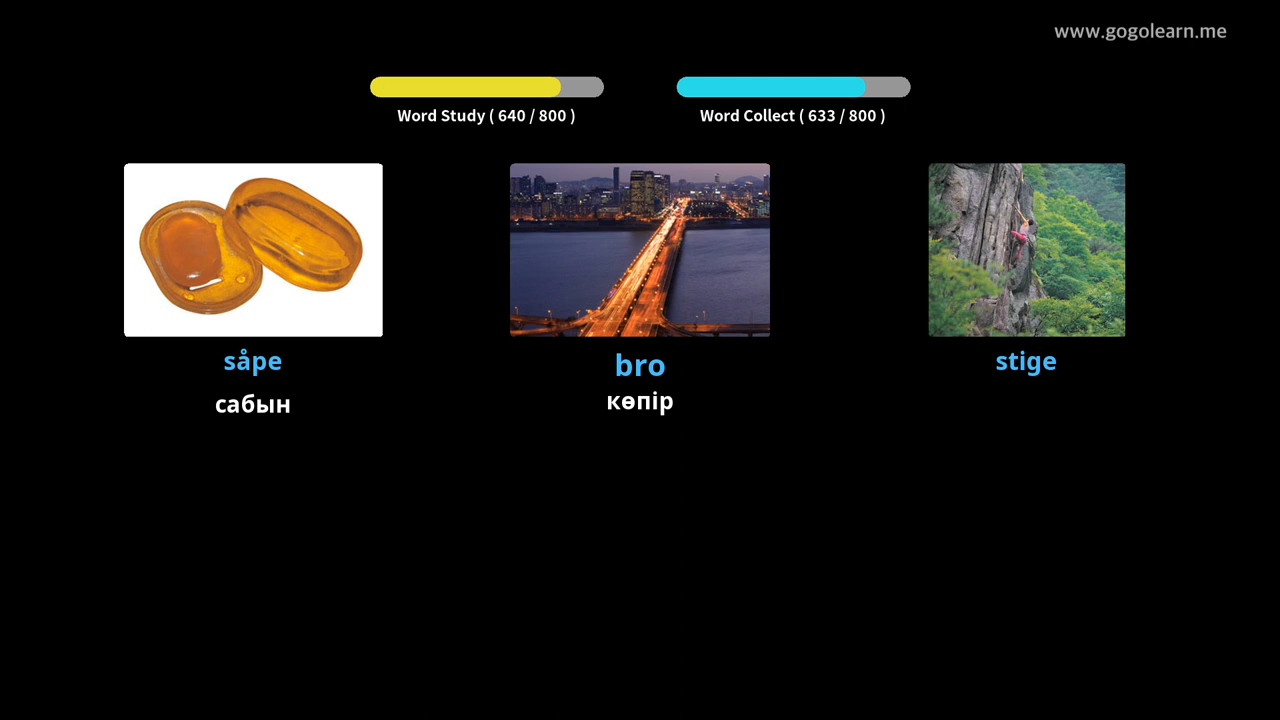 www.gogolearn.me
Word Study ( 640 / 800 )
Word Collect ( 633 / 800 )
såpe
bro
stige
сабын
көпір